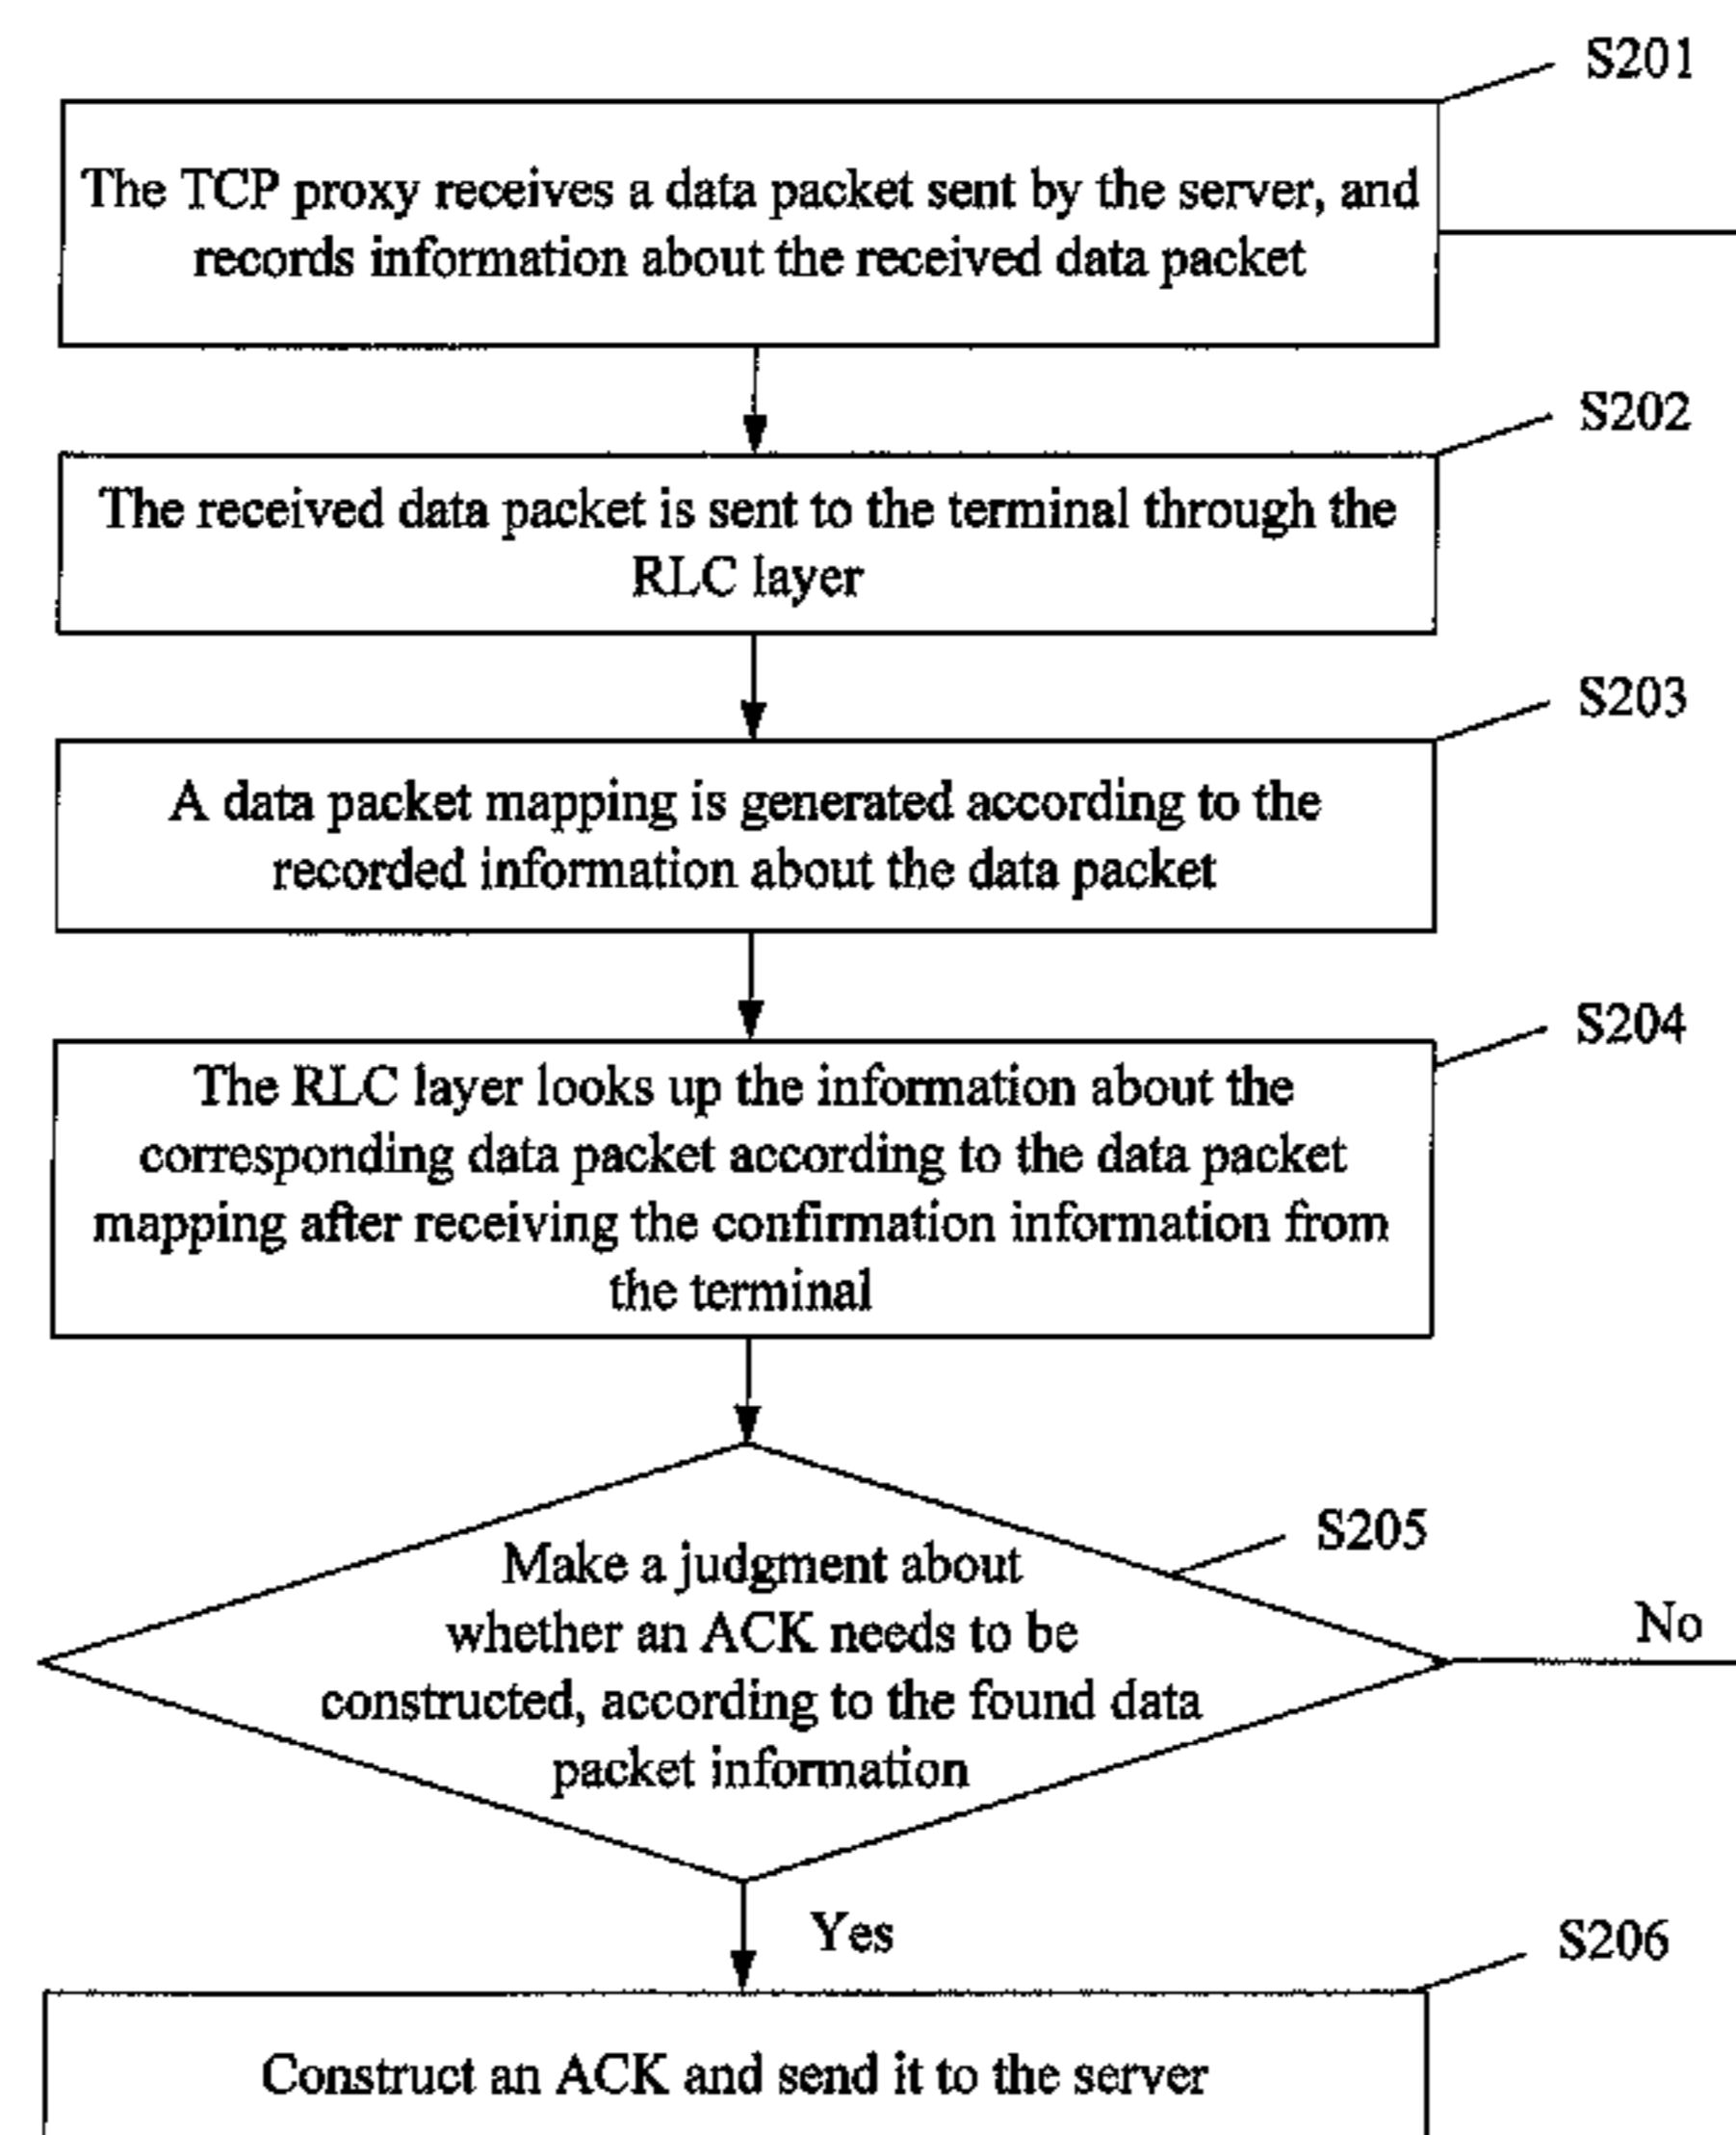 S201
The TCP proxy receives a data packet sent by the server, and
records information about the received data packet
S202
The received data packet is sent to the terminal through the
RLC layer
S203
A data packet mapping is generated according to the
recorded information about the data packet
S204
The RLC layer looks up the information about the
corresponding data packet according to the data packet
mapping after receiving the confirmation information from
the terminal
S205
Make a judgment about
whether an ACK needs to be
constructed, according to the found data
packet information
No
Yes
S206
Construct an ACK and send it to the server